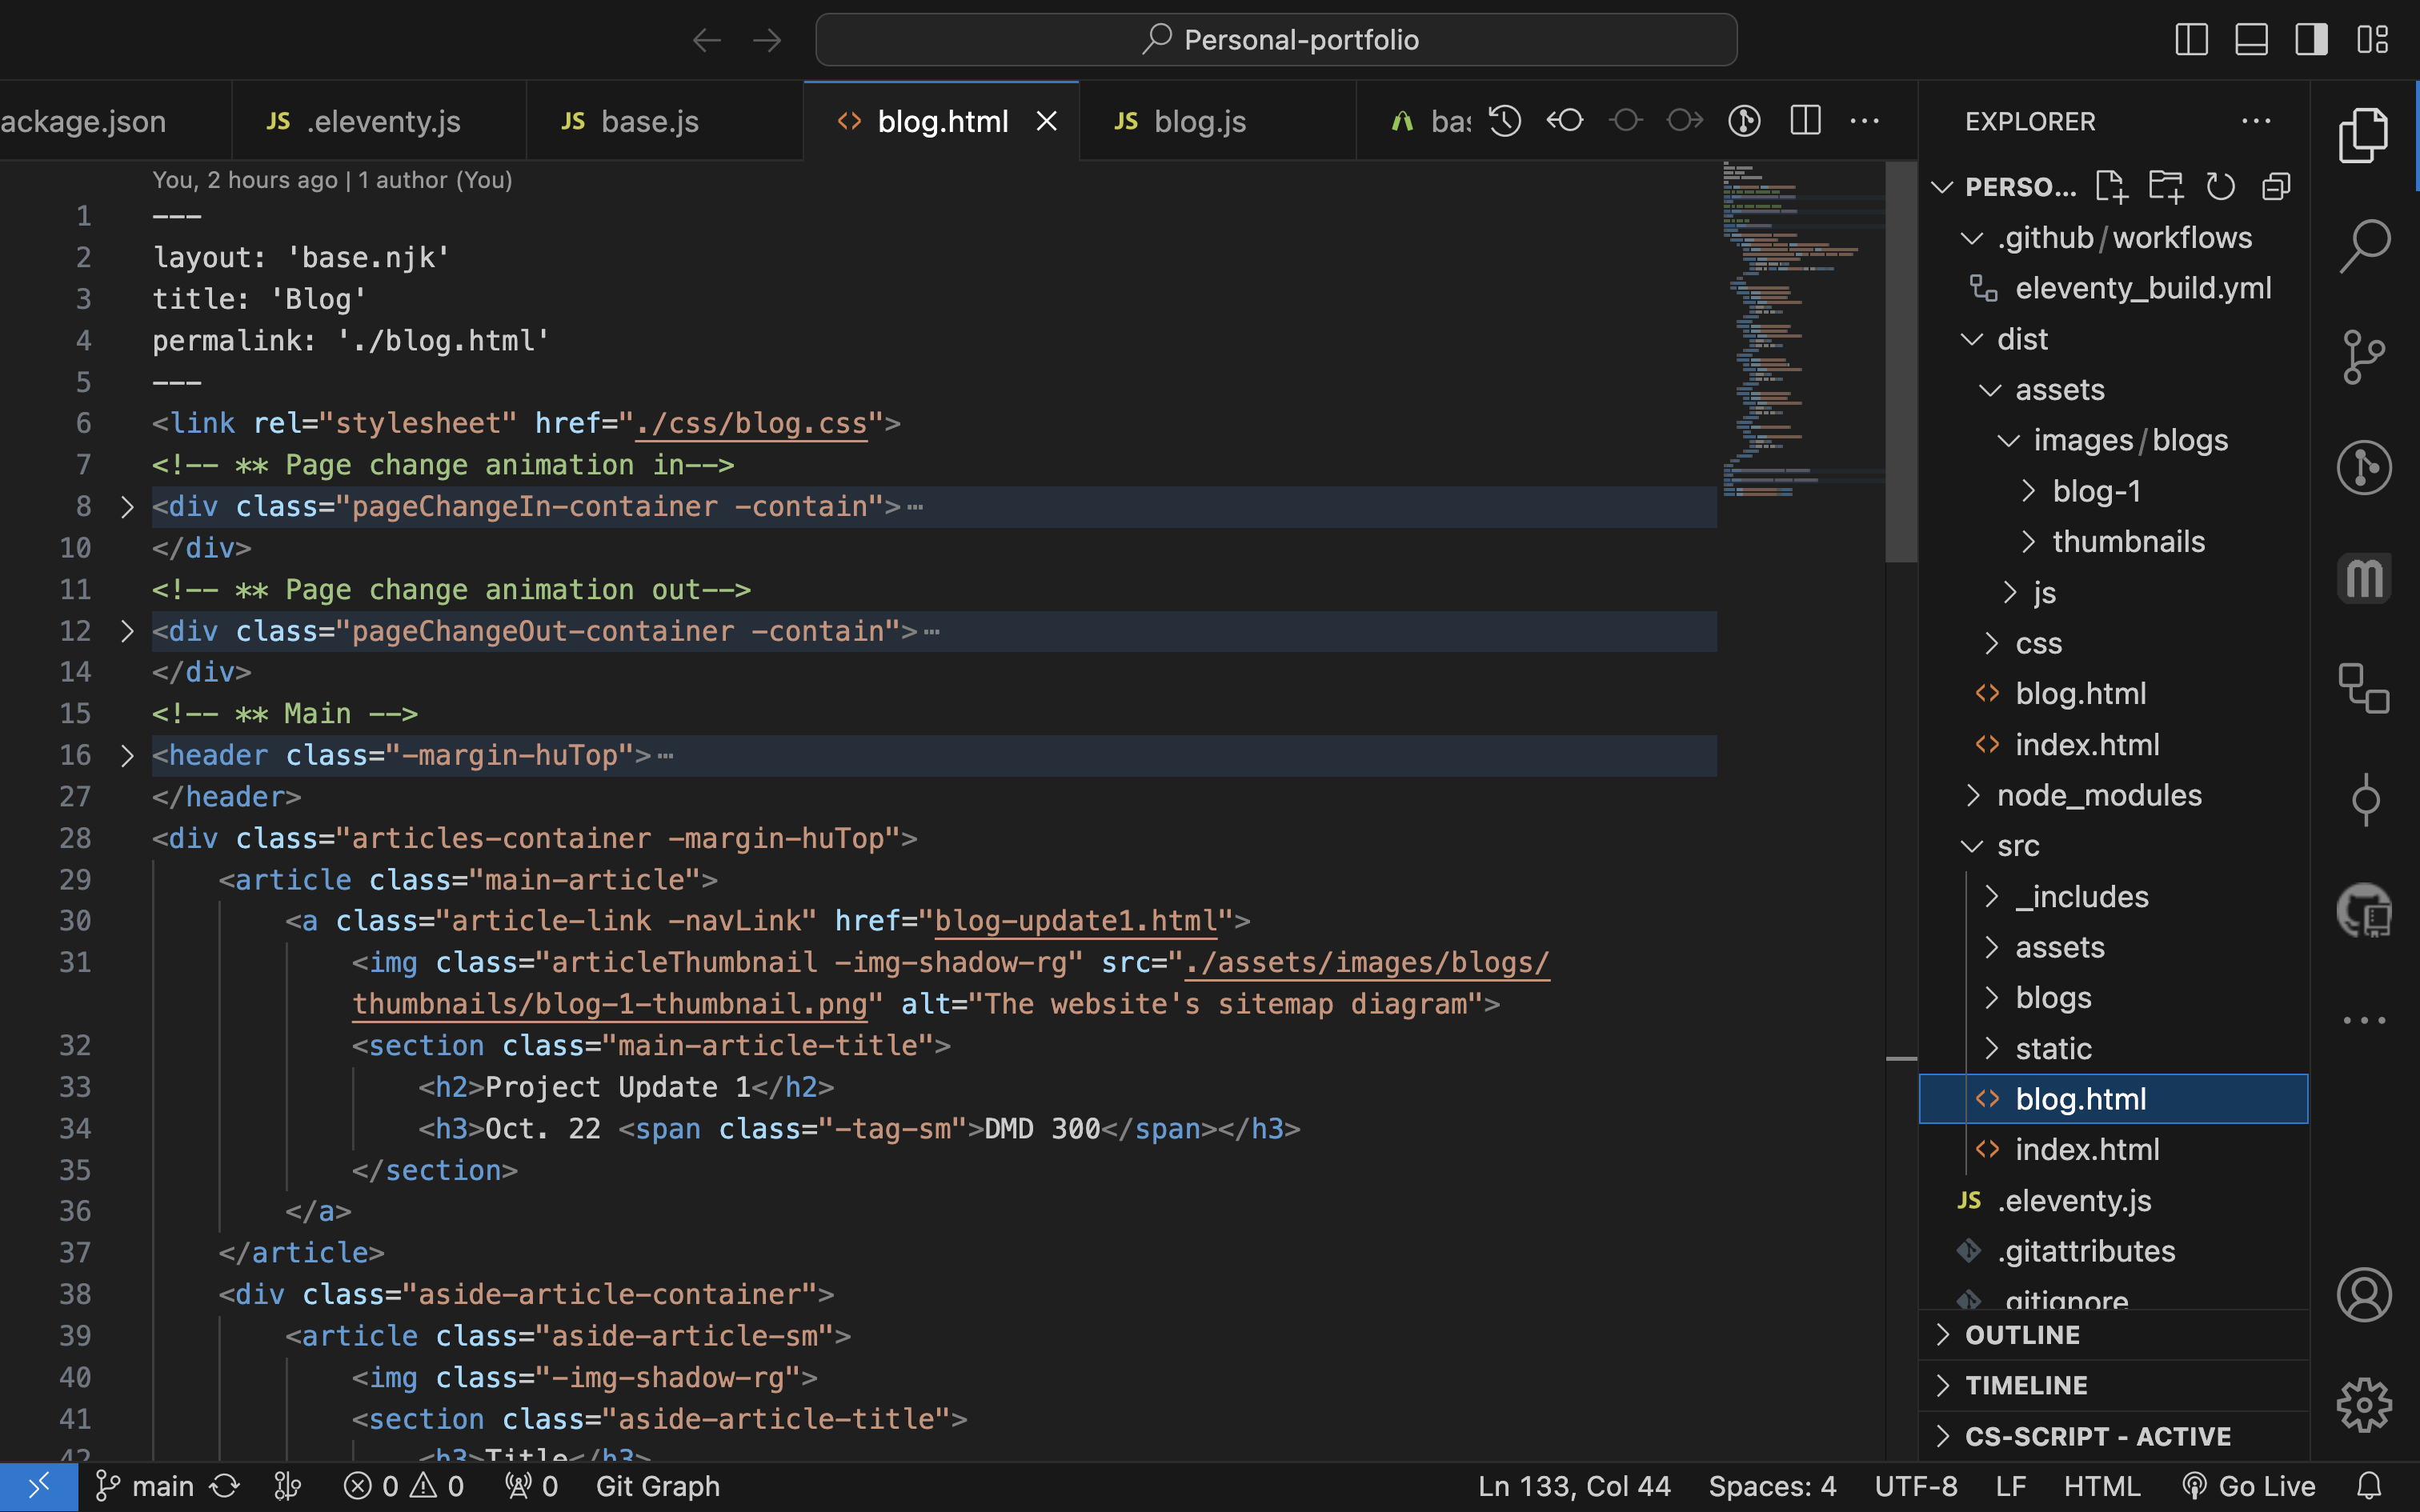 Personal-portfolio
ackage.json
JS .eleventy.js
JS base.js
<> blog.html
JS blog.js
bas
You, 2 hours ago | 1 author (You)
1 ---
2 layout: 'base.njk'
3 title: 'Blog'
4 permalink: './blog.html'
5 ---
6 <link rel="stylesheet" href="./css/blog.css">
7 <!-- ** Page change animation in-->
8 <div class="pageChangeIn-container -contain">⋯
10 </div>
11 <!-- ** Page change animation out-->
12 <div class="pageChangeOut-container -contain">⋯
14 </div>
15 <!-- ** Main -->
16 <header class="-margin-huTop">⋯
27 </header>
28 <div class="articles-container -margin-huTop">
29 <article class="main-article">
30 <a class="article-link -navLink" href="blog-update1.html">
31 <img class="articleThumbnail -img-shadow-rg" src="./assets/images/blogs/
thumbnails/blog-1-thumbnail.png" alt="The website's sitemap diagram">
32 <section class="main-article-title">
33 <h2>Project Update 1</h2>
34 <h3>Oct. 22 <span class="-tag-sm">DMD 300</span></h3>
35 </section>
36 </a>
37 </article>
38 <div class="aside-article-container">
39 <article class="aside-article-sm">
40 <img class="-img-shadow-rg">
41 <section class="aside-article-title">
42 <h3>Title</h3>
EXPLORER
PERSO...
.github/workflows
eleventy_build.yml
dist
assets
images/blogs
blog-1
thumbnails
js
css
<> blog.html
<> index.html
node_modules
src
_includes
assets
blogs
static
<> blog.html
<> index.html
JS .eleventy.js
.gitattributes
.gitignore
OUTLINE
TIMELINE
CS-SCRIPT - ACTIVE
m
main
0
0
0
Git Graph
Ln 133, Col 44
Spaces: 4
UTF-8
LF
HTML
Go Live